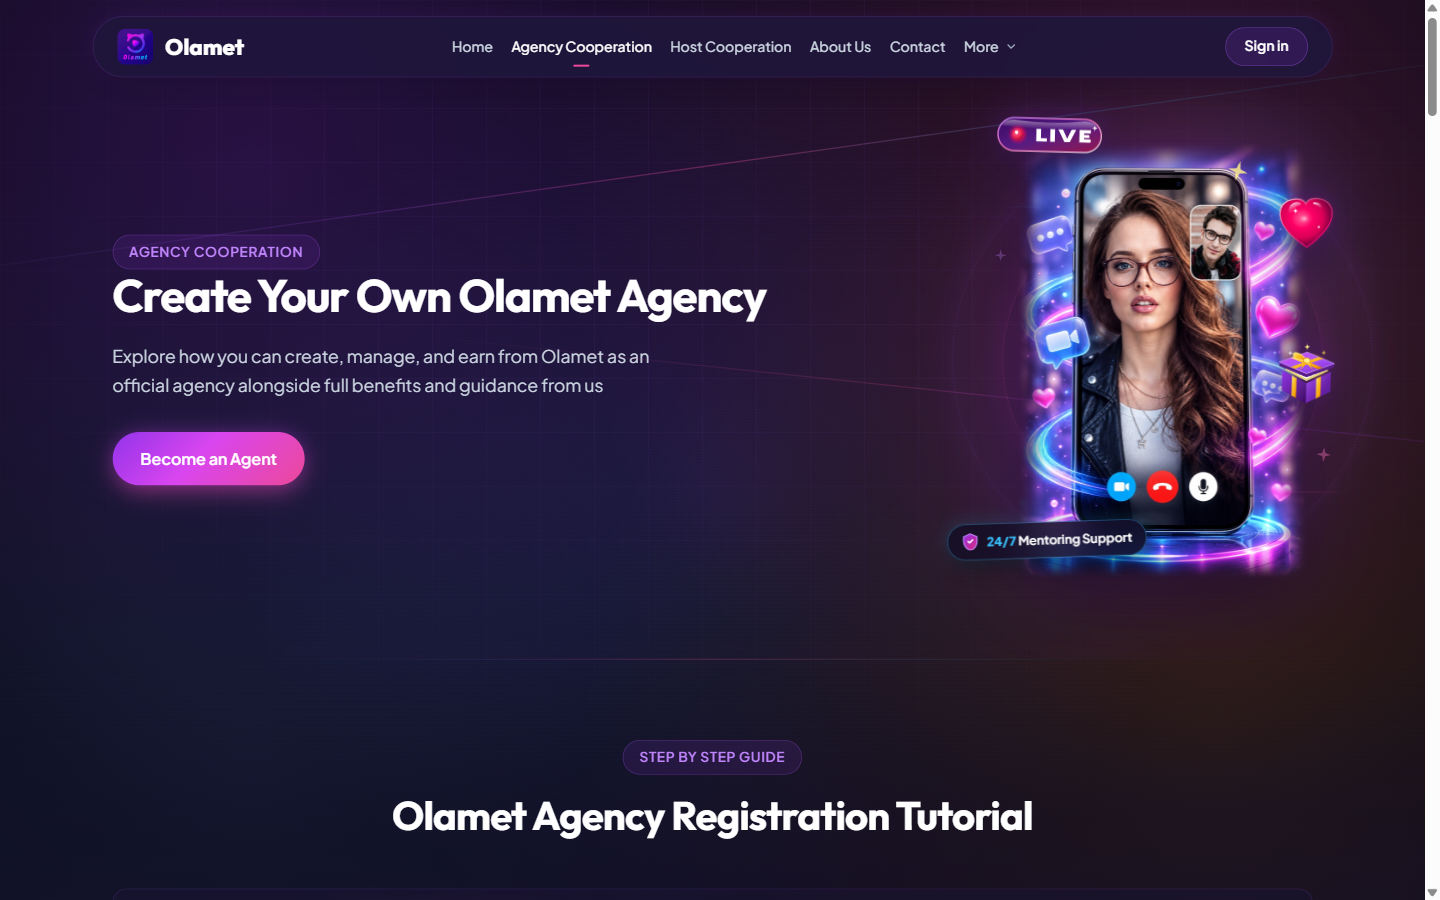 Olamet
Olamet
Home
Agency Cooperation
Host Cooperation
About Us
Contact
More
Sign in
LIVE
AGENCY COOPERATION
Create Your Own Olamet Agency
Explore how you can create, manage, and earn from Olamet as an
official agency alongside full benefits and guidance from us
Become an Agent
24/7 Mentoring Support
STEP BY STEP GUIDE
Olamet Agency Registration Tutorial